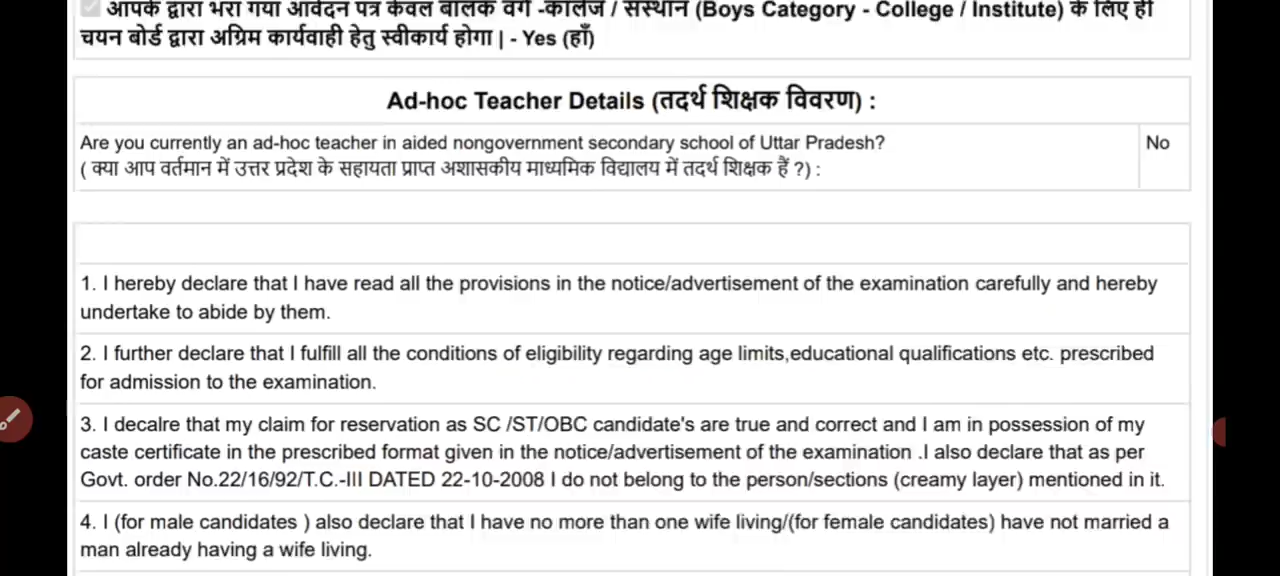 आपके द्वारा भरा गया आवेदन पत्र केवल बालक वर्ग -कॉलेज / संस्थान (Boys Category - College / Institute) के लिए ही
चयन बोर्ड द्वारा अग्रिम कार्यवाही हेतु स्वीकार्य होगा | - Yes (हाँ)
Ad-hoc Teacher Details (तदर्थ शिक्षक विवरण) :
Are you currently an ad-hoc teacher in aided nongovernment secondary school of Uttar Pradesh? No
( क्या आप वर्तमान में उत्तर प्रदेश के सहायता प्राप्त अशासकीय माध्यमिक विद्यालय में तदर्थ शिक्षक हैं ?) :
1. I hereby declare that I have read all the provisions in the notice/advertisement of the examination carefully and hereby
undertake to abide by them.
2. I further declare that I fulfill all the conditions of eligibility regarding age limits,educational qualifications etc. prescribed
for admission to the examination.
3. I decalre that my claim for reservation as SC /ST/OBC candidate's are true and correct and I am in possession of my
caste certificate in the prescribed format given in the notice/advertisement of the examination .I also declare that as per
Govt. order No.22/16/92/T.C.-III DATED 22-10-2008 I do not belong to the person/sections (creamy layer) mentioned in it.
4. I (for male candidates ) also declare that I have no more than one wife living/(for female candidates) have not married a
man already having a wife living.